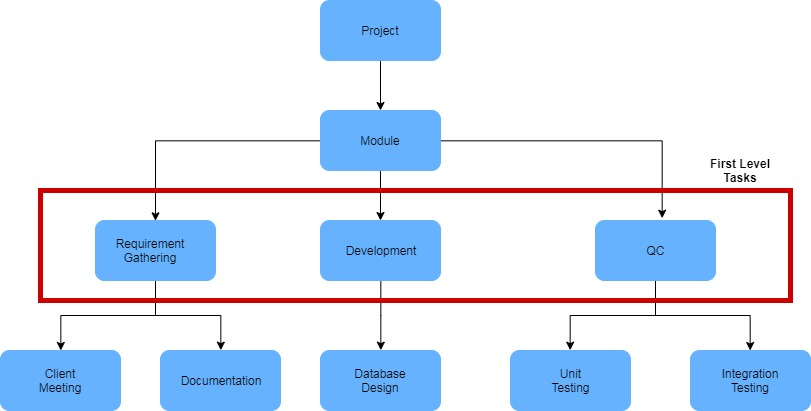 Project
Module
First Level
Tasks
Requirement
Gathering
Development
QC
Client
Meeting
Documentation
Database
Design
Unit
Testing
Integration
Testing